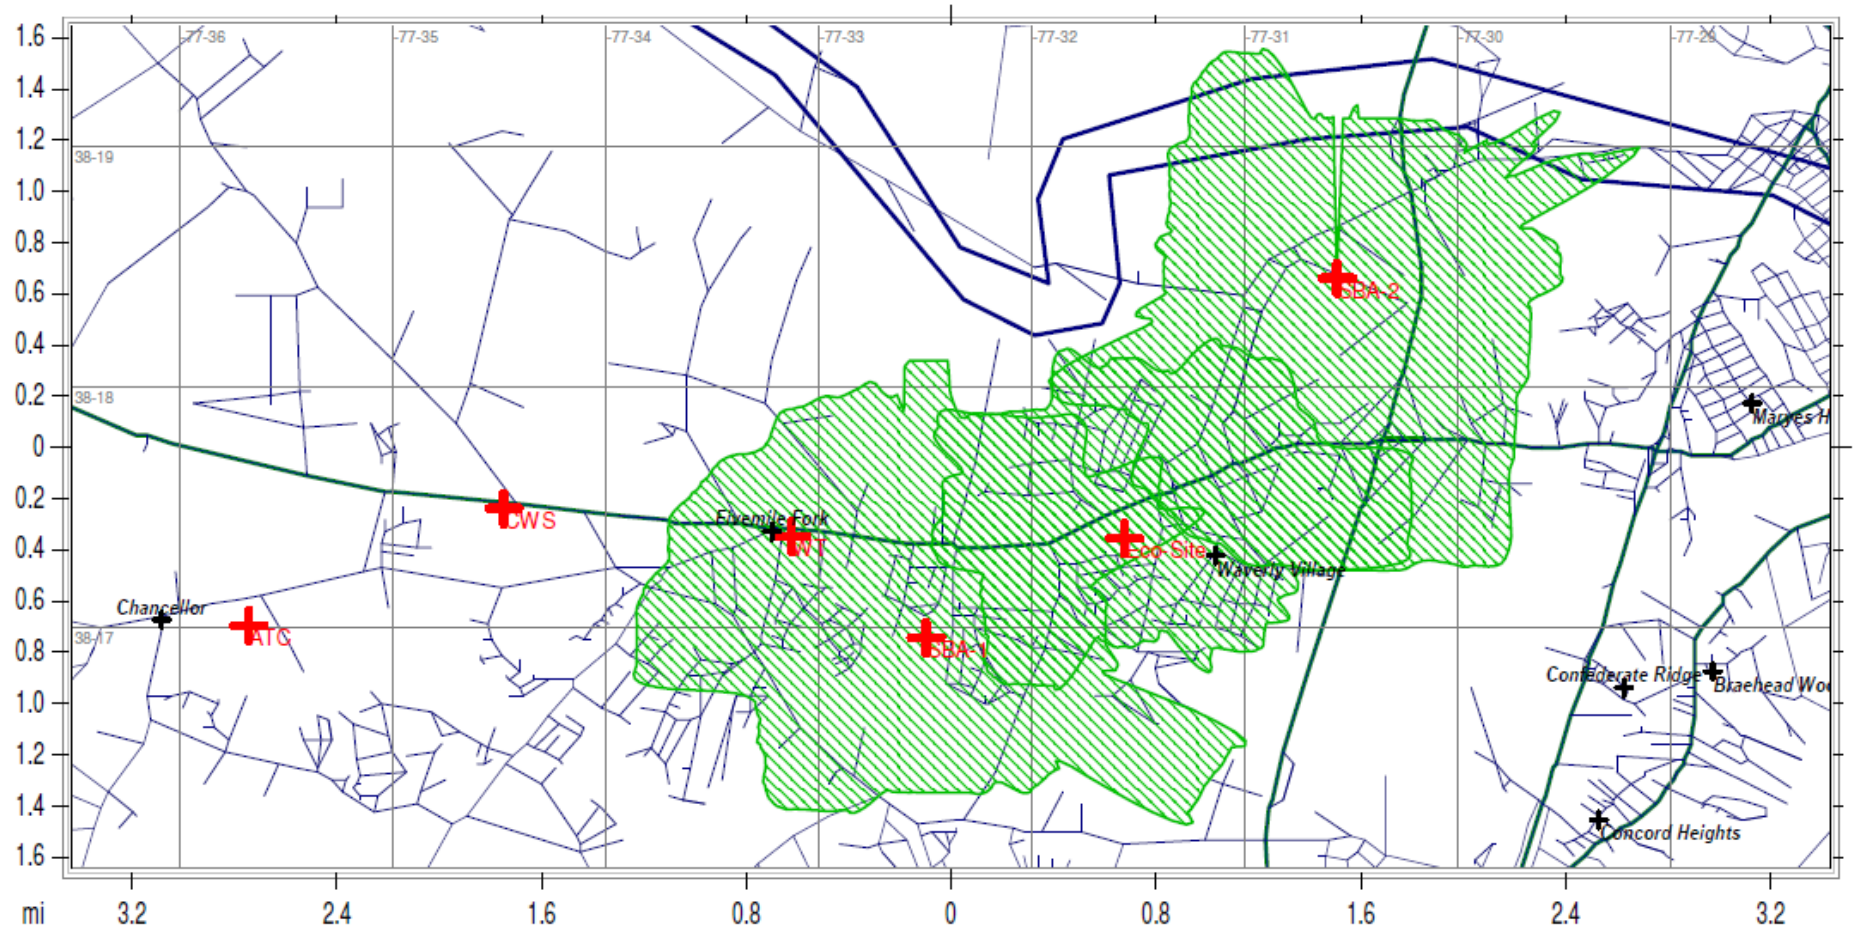 1.6
-77-36
-77-35
-77-34
-77-33
-77-32
-77-31
-77-30
-77-29
1.4
1.2
38-19
1.0
0.8
0.6
SBA-2
0.4
0.2
38-18
Maryes H
0
0.2
CWS
Fivemile Fork
0.4
WT
Eco-Site
Waverly Village
0.6
Chancellor
38-17
ATC
SBA-1
0.8
Confederate Ridge
Braehead Woo
1.0
1.2
1.4
Concord Heights
1.6
mi
3.2
2.4
1.6
0.8
0
0.8
1.6
2.4
3.2